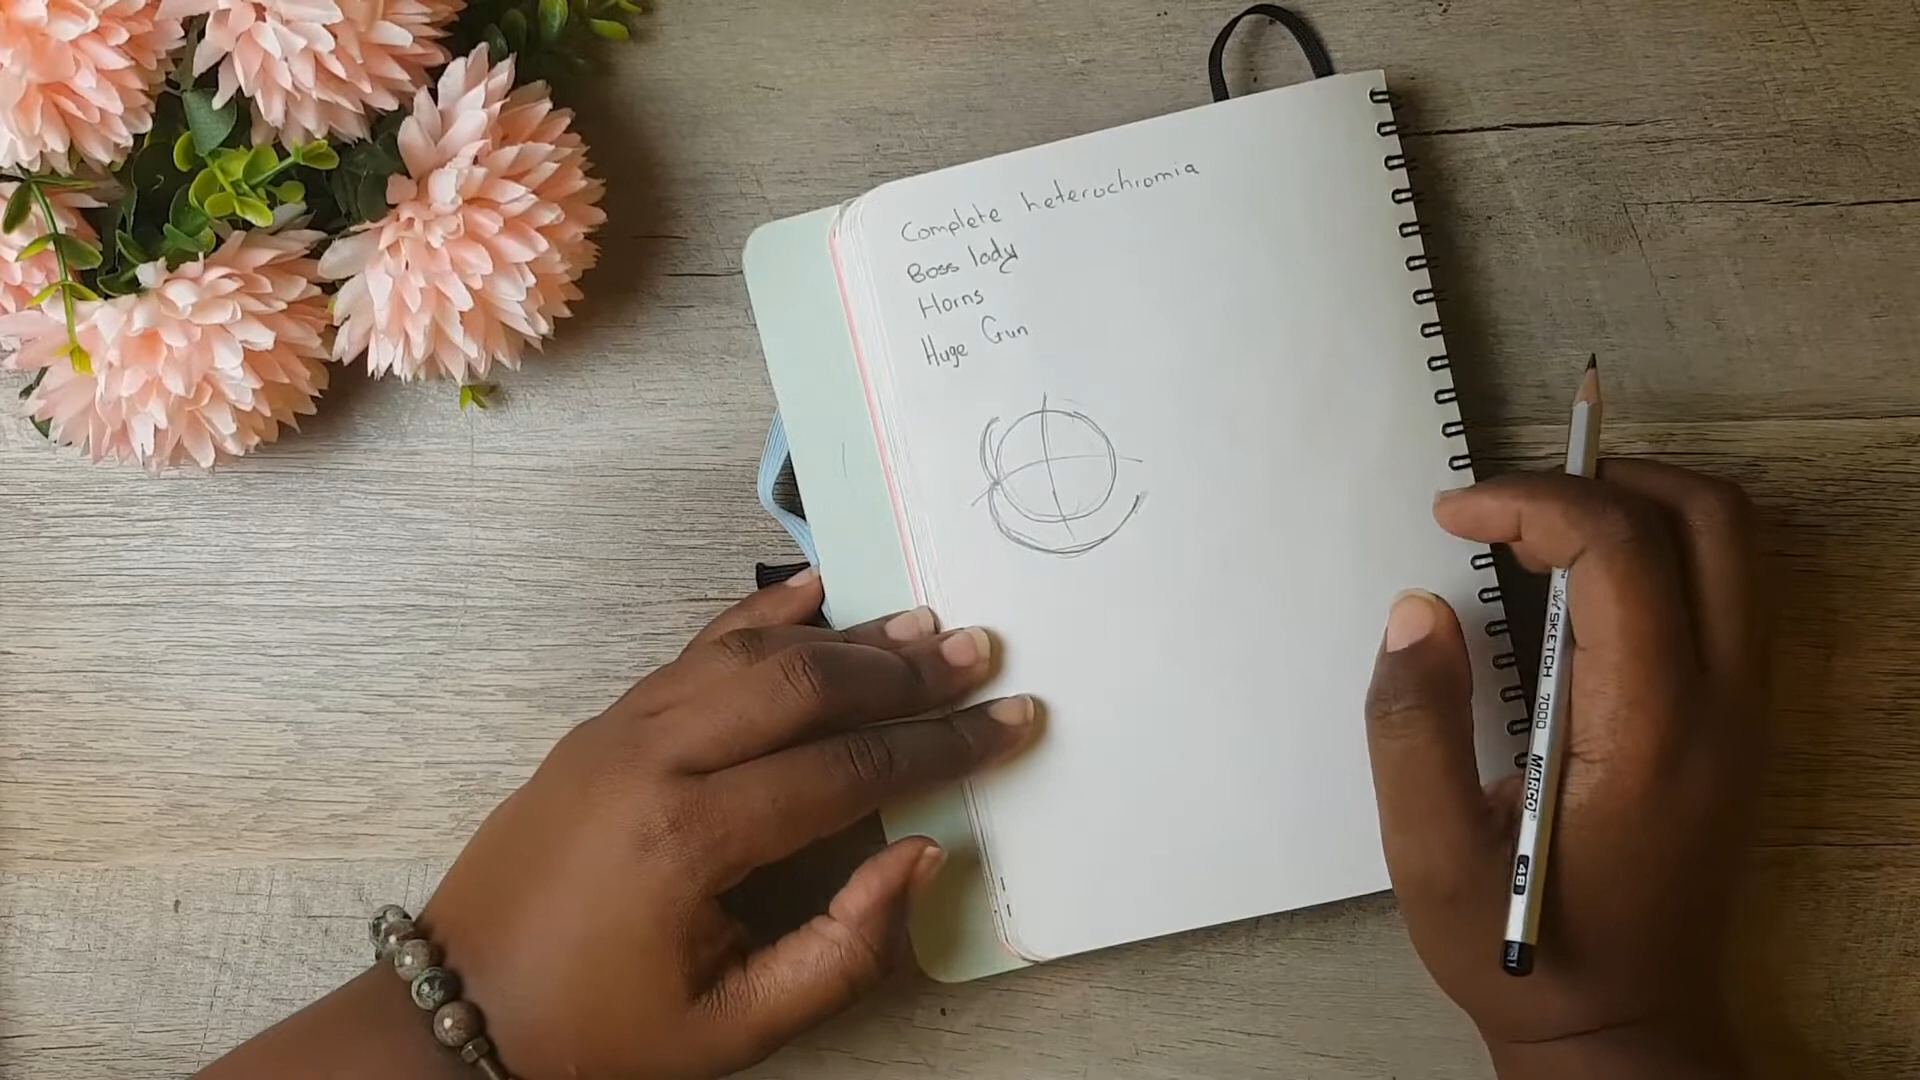 Complete heterochromia
Boss lady
Horns
Huge Gun
SKETCH 7000 MARCO 4B